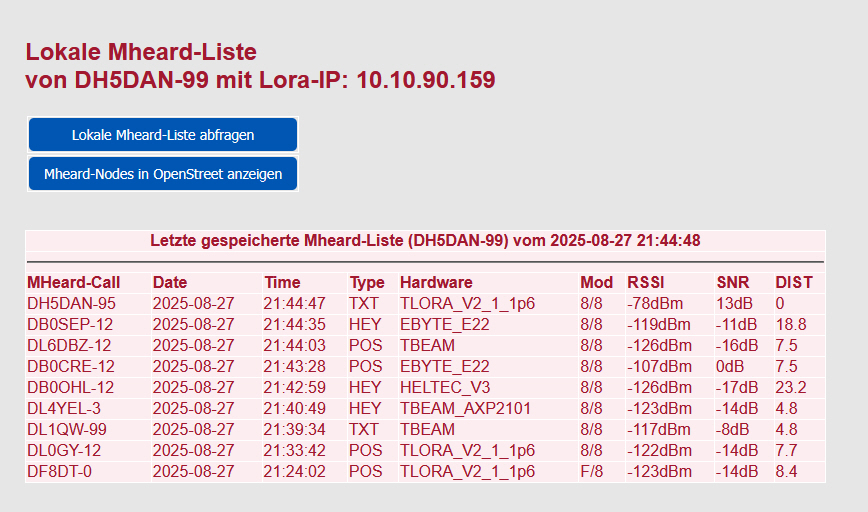 Lokale Mheard-Liste
von DH5DAN-99 mit Lora-IP: 10.10.90.159
Lokale Mheard-Liste abfragen
Mheard-Nodes in OpenStreet anzeigen
Letzte gespeicherte Mheard-Liste (DH5DAN-99) vom 2025-08-27 21:44:48
MHeard-Call Date Time Type Hardware Mod RSSI SNR DIST
DH5DAN-95 2025-08-27 21:44:47 TXT TLORA_V2_1_1p6 8/8 -78dBm 13dB 0
DB0SEP-12 2025-08-27 21:44:35 HEY EBYTE_E22 8/8 -119dBm -11dB 18.8
DL6DBZ-12 2025-08-27 21:44:03 POS TBEAM 8/8 -126dBm -16dB 7.5
DB0CRE-12 2025-08-27 21:43:28 POS EBYTE_E22 8/8 -107dBm 0dB 7.5
DB0OHL-12 2025-08-27 21:42:59 HEY HELTEC_V3 8/8 -126dBm -17dB 23.2
DL4YEL-3 2025-08-27 21:40:49 HEY TBEAM_AXP2101 8/8 -123dBm -14dB 4.8
DL1QW-99 2025-08-27 21:39:34 TXT TBEAM 8/8 -117dBm -8dB 4.8
DL0GY-12 2025-08-27 21:33:42 POS TLORA_V2_1_1p6 8/8 -122dBm -14dB 7.7
DF8DT-0 2025-08-27 21:24:02 POS TLORA_V2_1_1p6 F/8 -123dBm -14dB 8.4